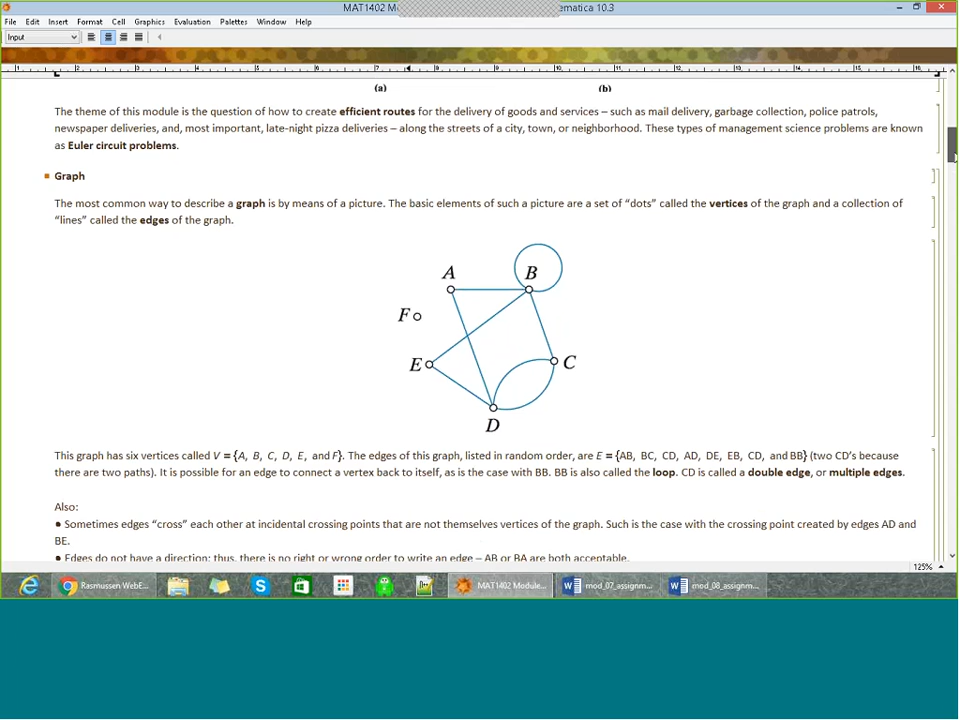 MAT1402 Mo
ematica 10.3
File Edit Insert Format Cell Graphics Evaluation Palettes Window Help
Input
(a) (b)
The theme of this module is the question of how to create efficient routes for the delivery of goods and services – such as mail delivery, garbage collection, police patrols,
newspaper deliveries, and, most important, late-night pizza deliveries – along the streets of a city, town, or neighborhood. These types of management science problems are known
as Euler circuit problems.
Graph
The most common way to describe a graph is by means of a picture. The basic elements of such a picture are a set of “dots” called the vertices of the graph and a collection of
“lines” called the edges of the graph.
A B
F
E C
D
This graph has six vertices called V = {A, B, C, D, E, and F}. The edges of this graph, listed in random order, are E = {AB, BC, CD, AD, DE, EB, CD, and BB} (two CD's because
there are two paths). It is possible for an edge to connect a vertex back to itself, as is the case with BB. BB is also called the loop. CD is called a double edge, or multiple edges.
Also:
● Sometimes edges “cross” each other at incidental crossing points that are not themselves vertices of the graph. Such is the case with the crossing point created by edges AD and
BE.
● Edges do not have a direction; thus, there is no right or wrong order to write an edge – AB or BA are both acceptable.
125%
Rasmussen WebE... MAT1402 Module... mod_07_assignm... mod_08_assignm...